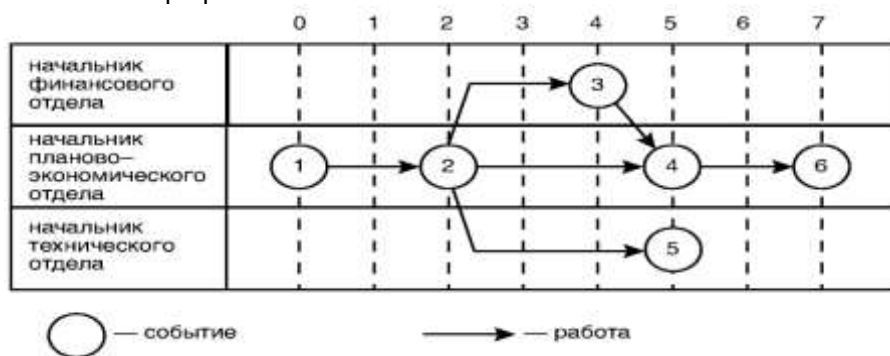 0 1 2 3 4 5 6 7
начальник
финансового
отдела
3
начальник
планово–
экономического
отдела
1 2 4 6
начальник
технического
отдела
5
— событие — работа